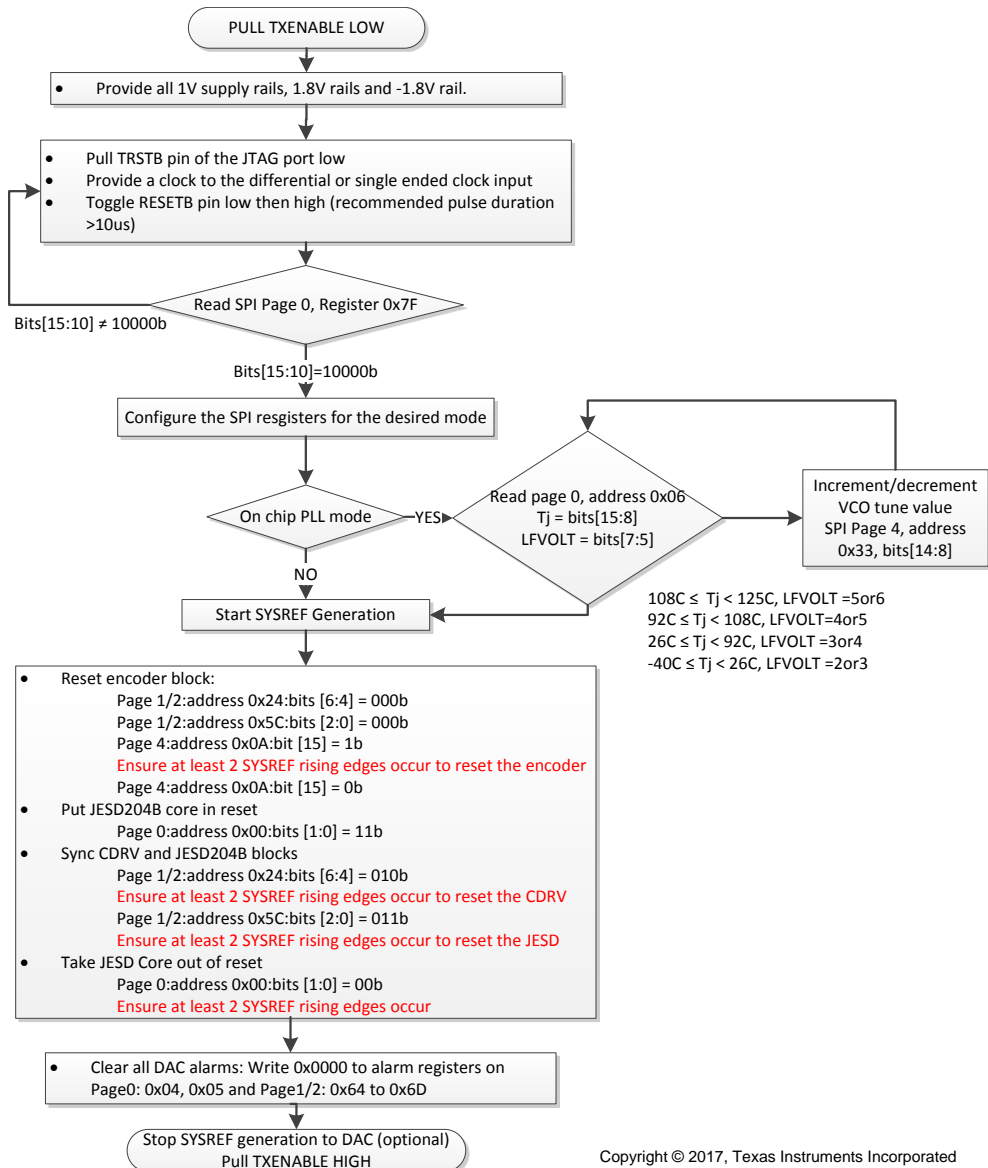 PULL TXENABLE LOW
• Provide all 1V supply rails, 1.8V rails and -1.8V rail.
• Pull TRSTB pin of the JTAG port low
• Provide a clock to the differential or single ended clock input
• Toggle RESETB pin low then high (recommended pulse duration
>10us)
Read SPI Page 0, Register 0x7F
Bits[15:10] ≠ 10000b
Bits[15:10]=10000b
Configure the SPI resgisters for the desired mode
On chip PLL mode
YES
Read page 0, address 0x06
Tj = bits[15:8]
LFVOLT = bits[7:5]
Increment/decrement
VCO tune value
SPI Page 4, address
0x33, bits[14:8]
NO
108C ≤ Tj < 125C, LFVOLT =5or6
92C ≤ Tj < 108C, LFVOLT=4or5
26C ≤ Tj < 92C, LFVOLT =3or4
-40C ≤ Tj < 26C, LFVOLT =2or3
Start SYSREF Generation
• Reset encoder block:
Page 1/2:address 0x24:bits [6:4] = 000b
Page 1/2:address 0x5C:bits [2:0] = 000b
Page 4:address 0x0A:bit [15] = 1b
Ensure at least 2 SYSREF rising edges occur to reset the encoder
Page 4:address 0x0A:bit [15] = 0b
• Put JESD204B core in reset
Page 0:address 0x00:bits [1:0] = 11b
• Sync CDRV and JESD204B blocks
Page 1/2:address 0x24:bits [6:4] = 010b
Ensure at least 2 SYSREF rising edges occur to reset the CDRV
Page 1/2:address 0x5C:bits [2:0] = 011b
Ensure at least 2 SYSREF rising edges occur to reset the JESD
• Take JESD Core out of reset
Page 0:address 0x00:bits [1:0] = 00b
Ensure at least 2 SYSREF rising edges occur
• Clear all DAC alarms: Write 0x0000 to alarm registers on
Page0: 0x04, 0x05 and Page1/2: 0x64 to 0x6D
Stop SYSREF generation to DAC (optional)
Pull TXENABLE HIGH
Copyright © 2017, Texas Instruments Incorporated